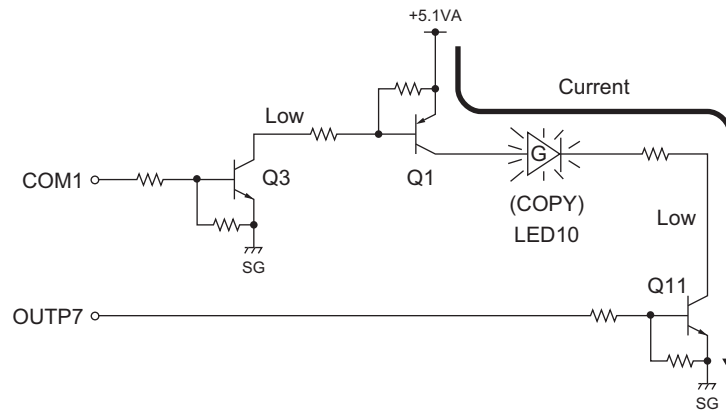 +5.1VA
Current
Low
COM1
Q3
Q1
G
(COPY)
LED10
Low
SG
Q11
OUTP7
SG